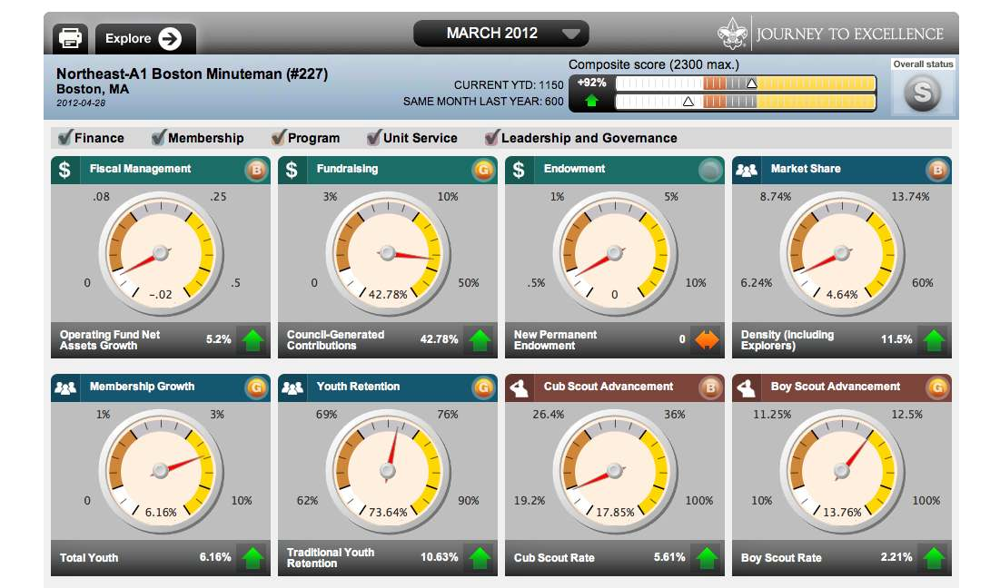 Explore
MARCH 2012
JOURNEY TO EXCELLENCE
Northeast-A1 Boston Minuteman (#227)
Boston, MA
2012-04-28
CURRENT YTD: 1150
SAME MONTH LAST YEAR: 600
Composite score (2300 max.)
+92%
Overall status
S
Finance
Membership
Program
Unit Service
Leadership and Governance
$ Fiscal Management B
.08 .25
0 .5
-.02
Operating Fund Net
Assets Growth
5.2%
$ Fundraising G
3% 10%
0 50%
42.78%
Council-Generated
Contributions
42.78%
$ Endowment
1% 5%
.5% 10%
0
New Permanent
Endowment
0
Market Share B
8.74% 13.74%
6.24% 60%
4.64%
Density (including
Explorers)
11.5%
Membership Growth G
1% 3%
0 10%
6.16%
Total Youth 6.16%
Youth Retention G
69% 76%
62% 90%
73.64%
Traditional Youth
Retention
10.63%
Cub Scout Advancement B
26.4% 36%
19.2% 100%
17.85%
Cub Scout Rate 5.61%
Boy Scout Advancement G
11.25% 12.5%
10% 100%
13.76%
Boy Scout Rate 2.21%